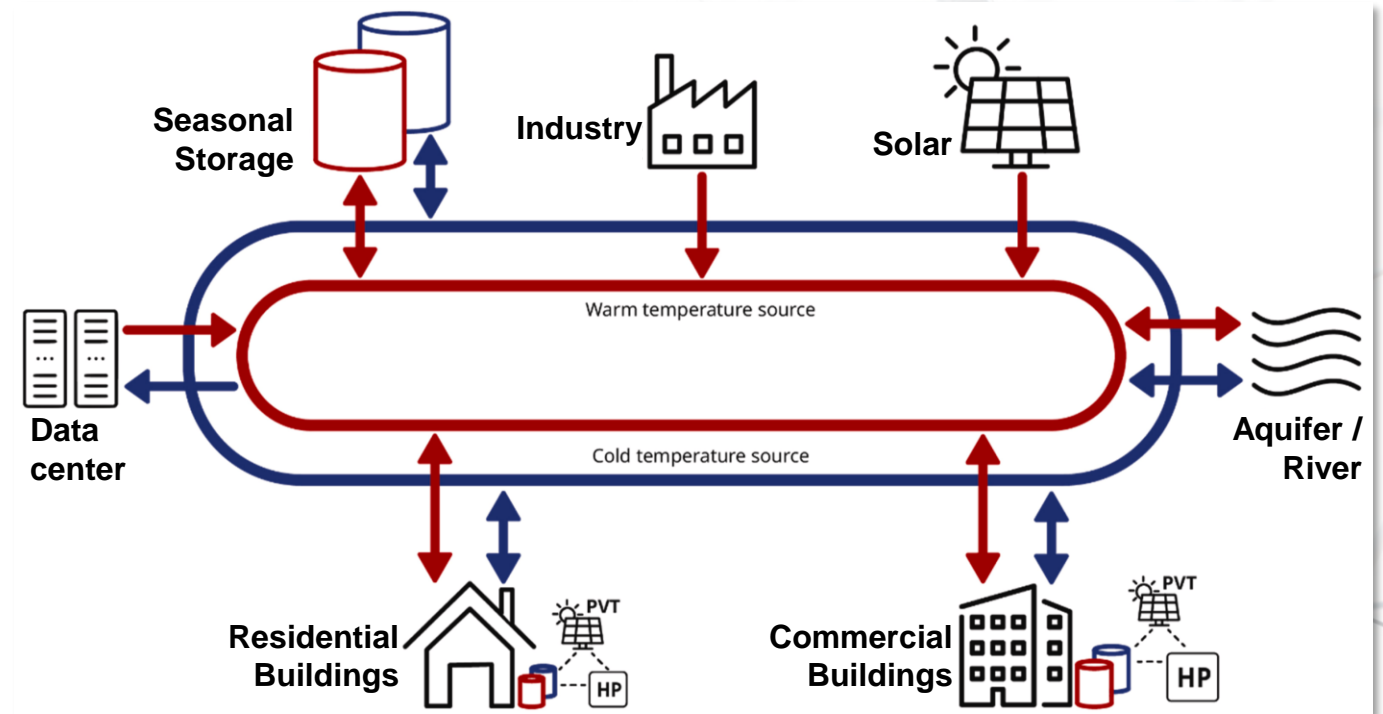 Seasonal
Storage
Industry
Solar
Warm temperature source
Data
center
Aquifer /
River
Cold temperature source
Residential
Buildings
PVT
HP
Commercial
Buildings
PVT
HP